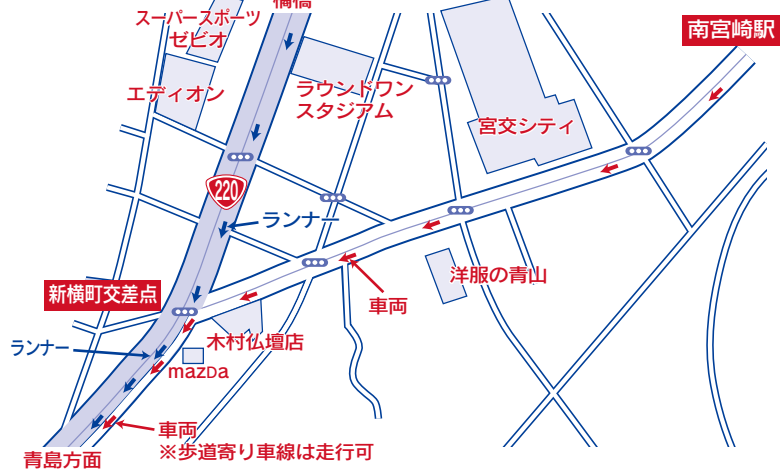 橘橋
スーパースポーツ
ゼビオ
南宮崎駅
エディオン
ラウンドワン
スタジアム
宮交シティ
220
ランナー
洋服の青山
新横町交差点
車両
木村仏壇店
ランナー
mazDa
車両
※歩道寄り車線は走行可
青島方面